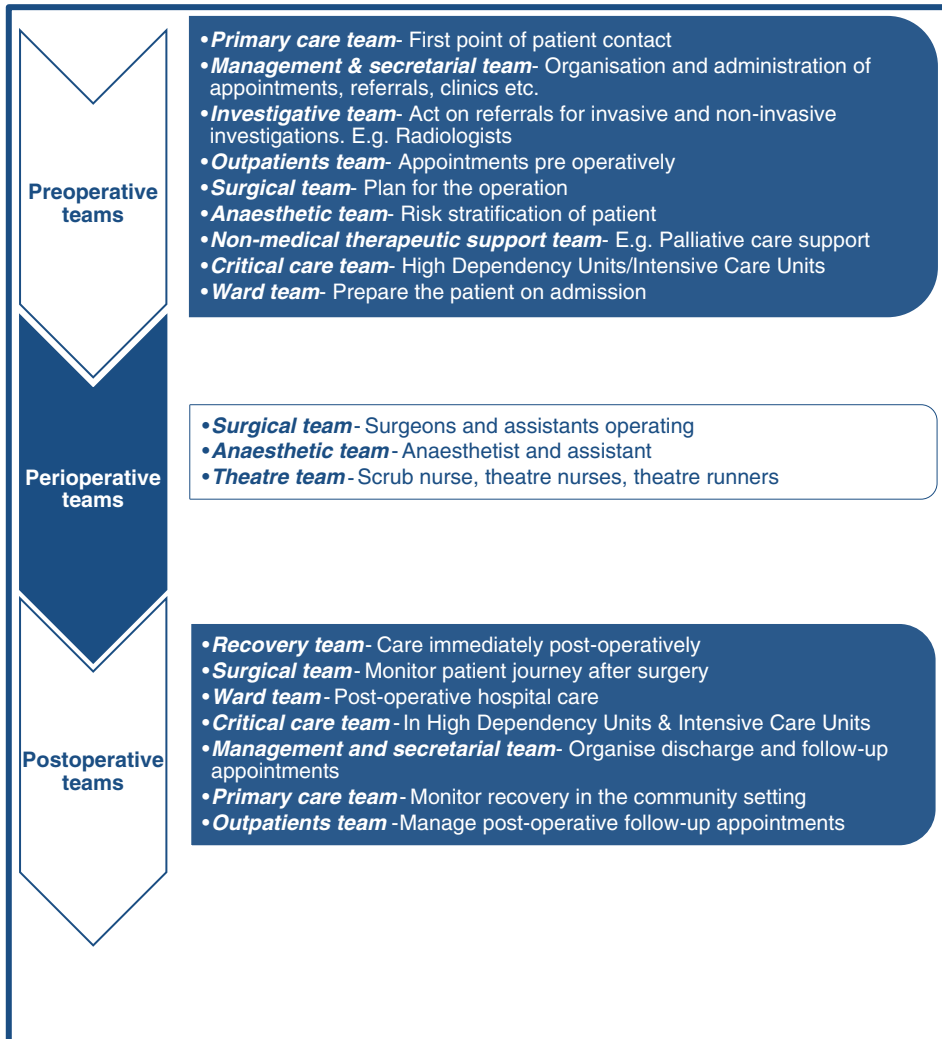 Preoperative
teams
•Primary care team- First point of patient contact
•Management & secretarial team- Organisation and administration of
appointments, referrals, clinics etc.
•Investigative team- Act on referrals for invasive and non-invasive
investigations. E.g. Radiologists
•Outpatients team- Appointments pre operatively
•Surgical team- Plan for the operation
•Anaesthetic team- Risk stratification of patient
•Non-medical therapeutic support team- E.g. Palliative care support
•Critical care team- High Dependency Units/Intensive Care Units
•Ward team- Prepare the patient on admission
Perioperative
teams
•Surgical team- Surgeons and assistants operating
•Anaesthetic team- Anaesthetist and assistant
•Theatre team- Scrub nurse, theatre nurses, theatre runners
Postoperative
teams
•Recovery team- Care immediately post-operatively
•Surgical team- Monitor patient journey after surgery
•Ward team- Post-operative hospital care
•Critical care team- In High Dependency Units & Intensive Care Units
•Management and secretarial team- Organise discharge and follow-up
appointments
•Primary care team- Monitor recovery in the community setting
•Outpatients team -Manage post-operative follow-up appointments